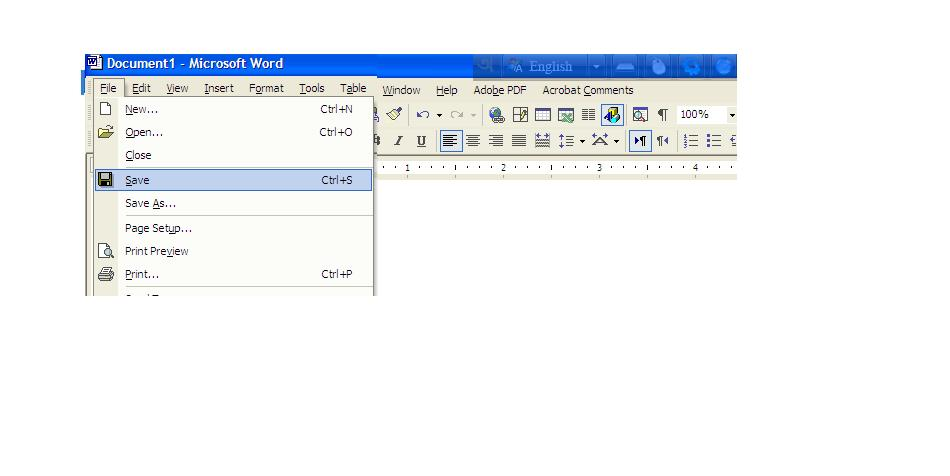 Document1 - Microsoft Word
English
File Edit View Insert Format Tools Table Window Help Adobe PDF Acrobat Comments
New... Ctrl+N
Open... Ctrl+O
Close
Save Ctrl+S
Save As...
Page Setup...
Print Preview
Print... Ctrl+P
100%
I U
1 2 3 4